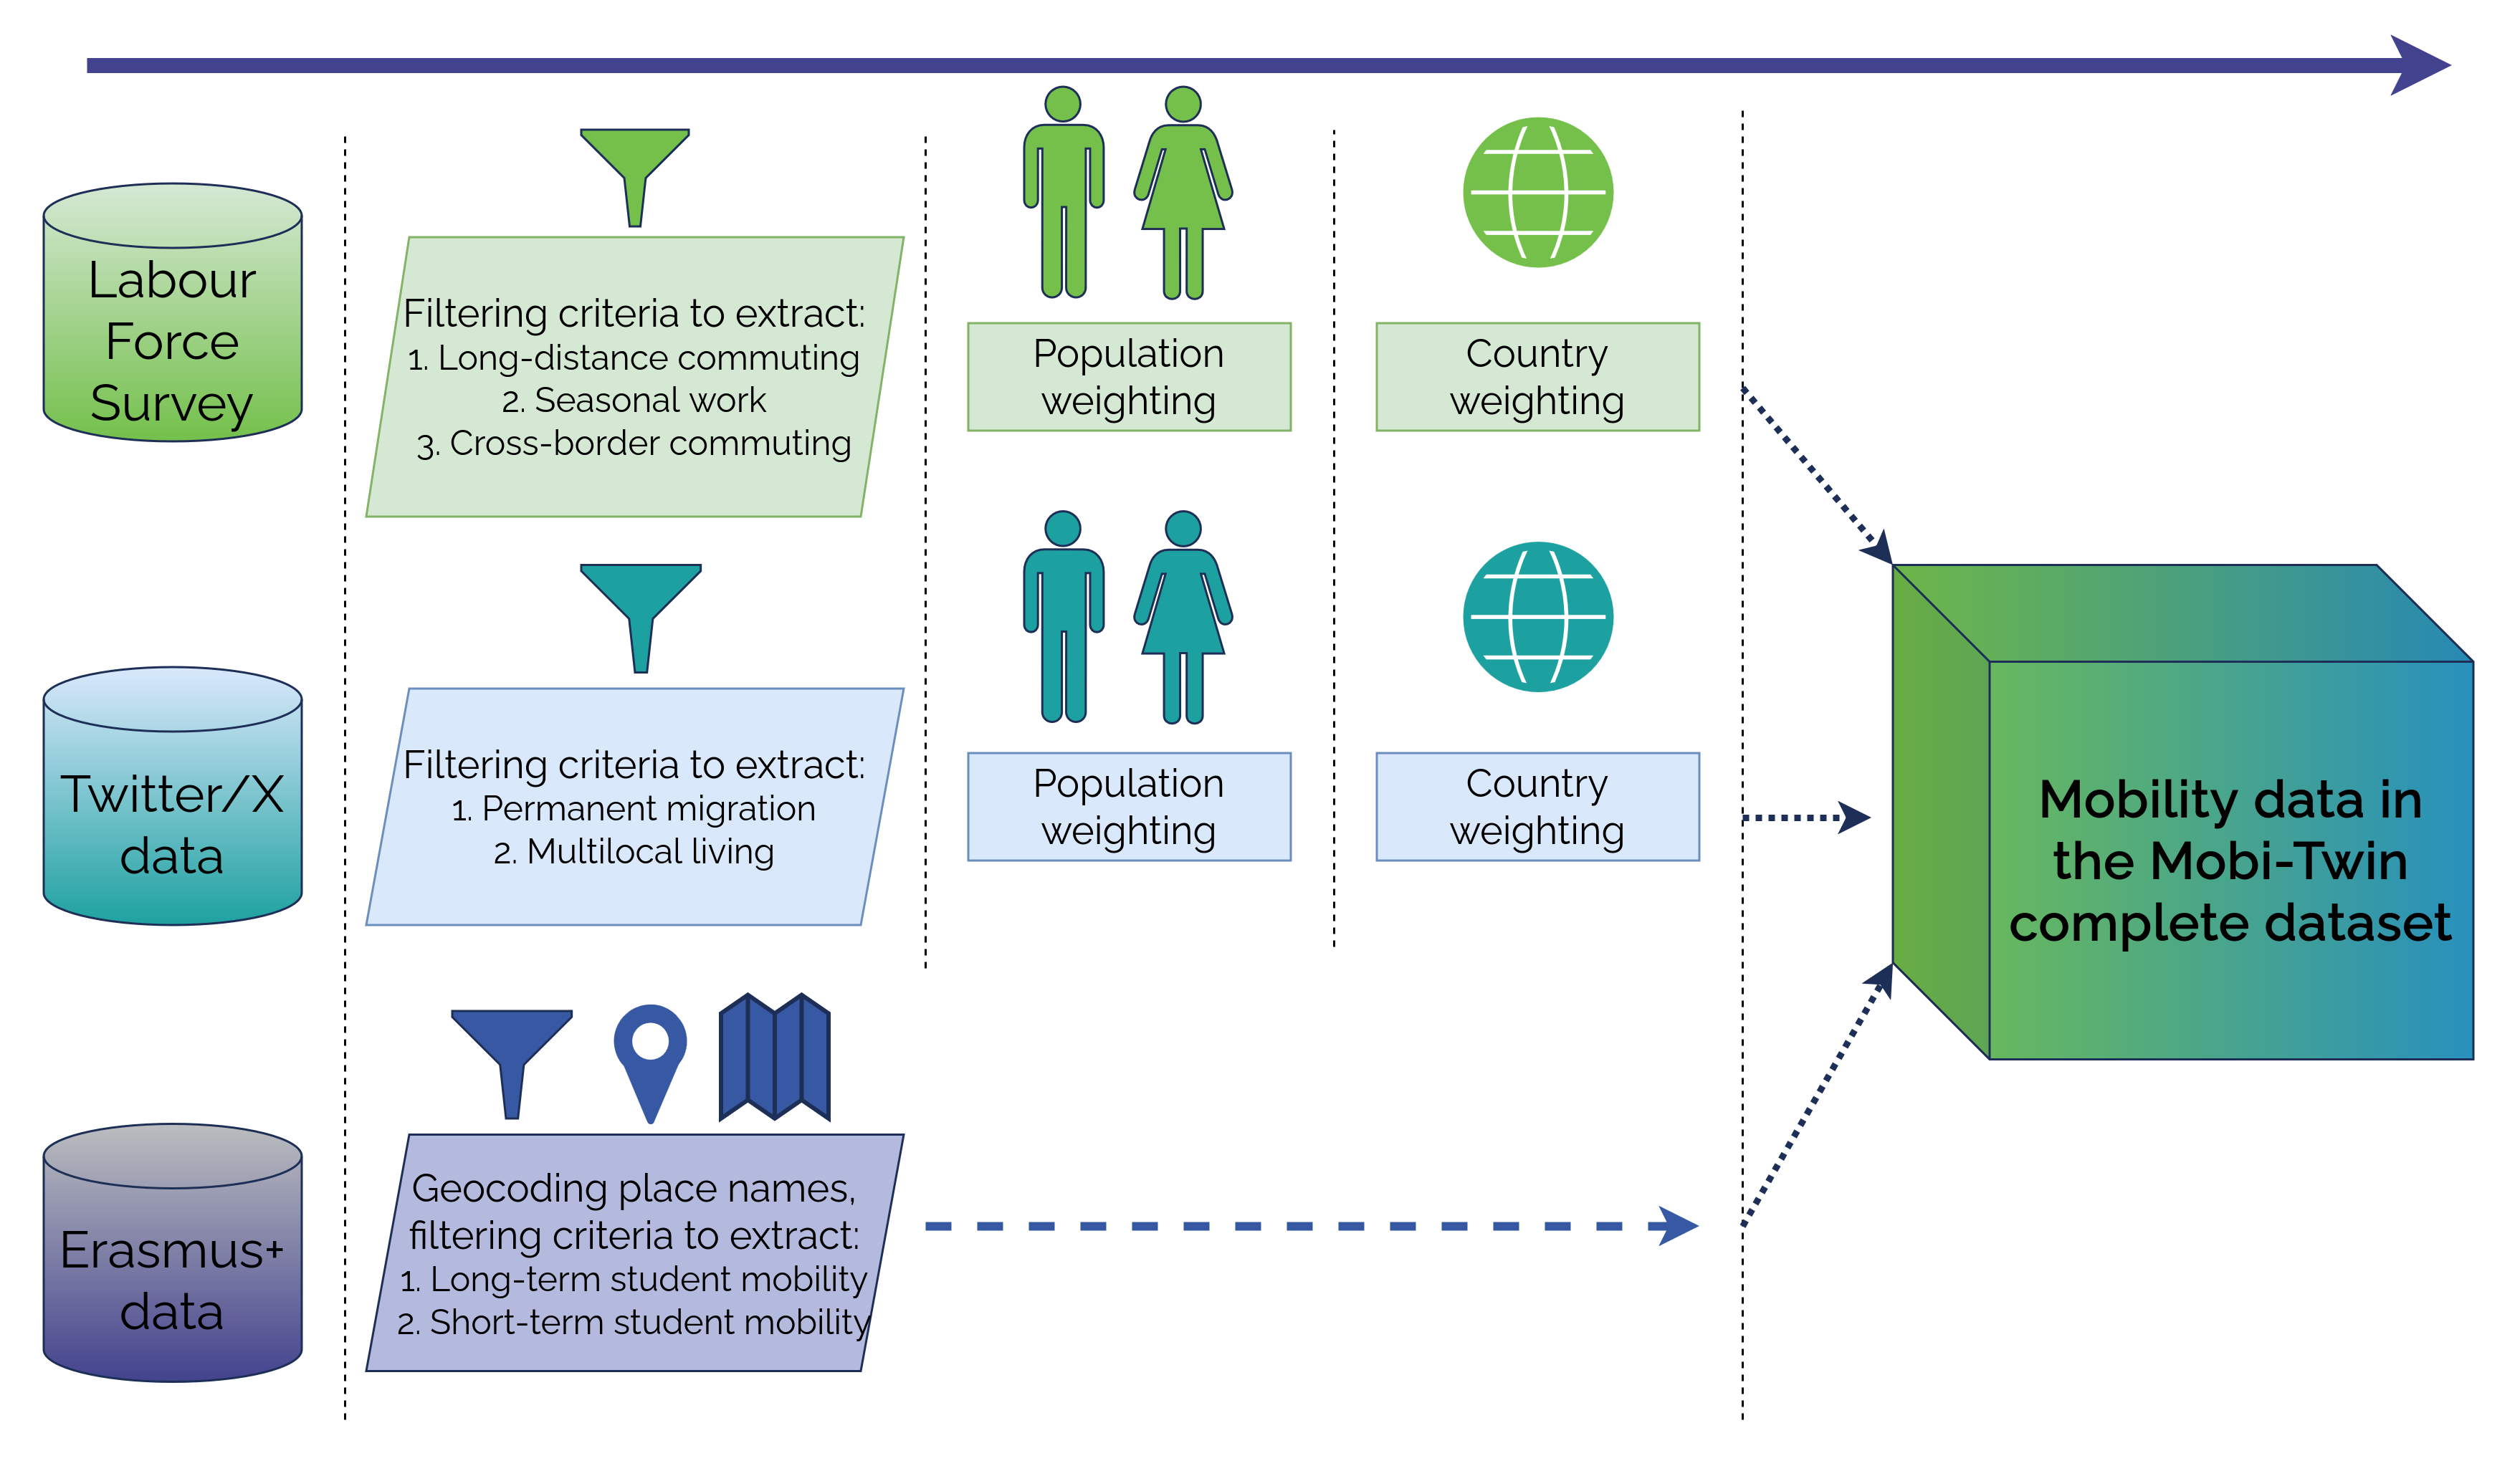 Labour
Force
Survey
Filtering criteria to extract:
1. Long-distance commuting
2. Seasonal work
3. Cross-border commuting
Population
weighting
Country
weighting
Twitter/X
data
Filtering criteria to extract:
1. Permanent migration
2. Multilocal living
Population
weighting
Country
weighting
Erasmus+
data
Geocoding place names,
filtering criteria to extract:
1. Long-term student mobility
2. Short-term student mobility
Mobility data in
the Mobi-Twin
complete dataset